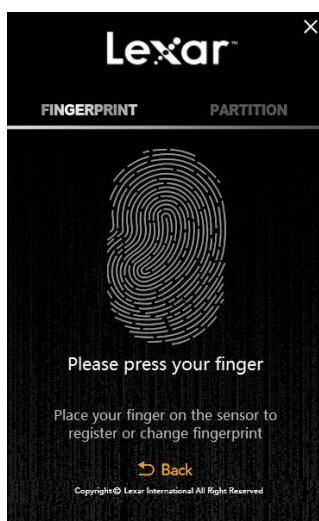 Lexar™
FINGERPRINT PARTITION
Please press your finger
Place your finger on the sensor to
register or change fingerprint
Back
Copyright© Lexar International All Right Reserved